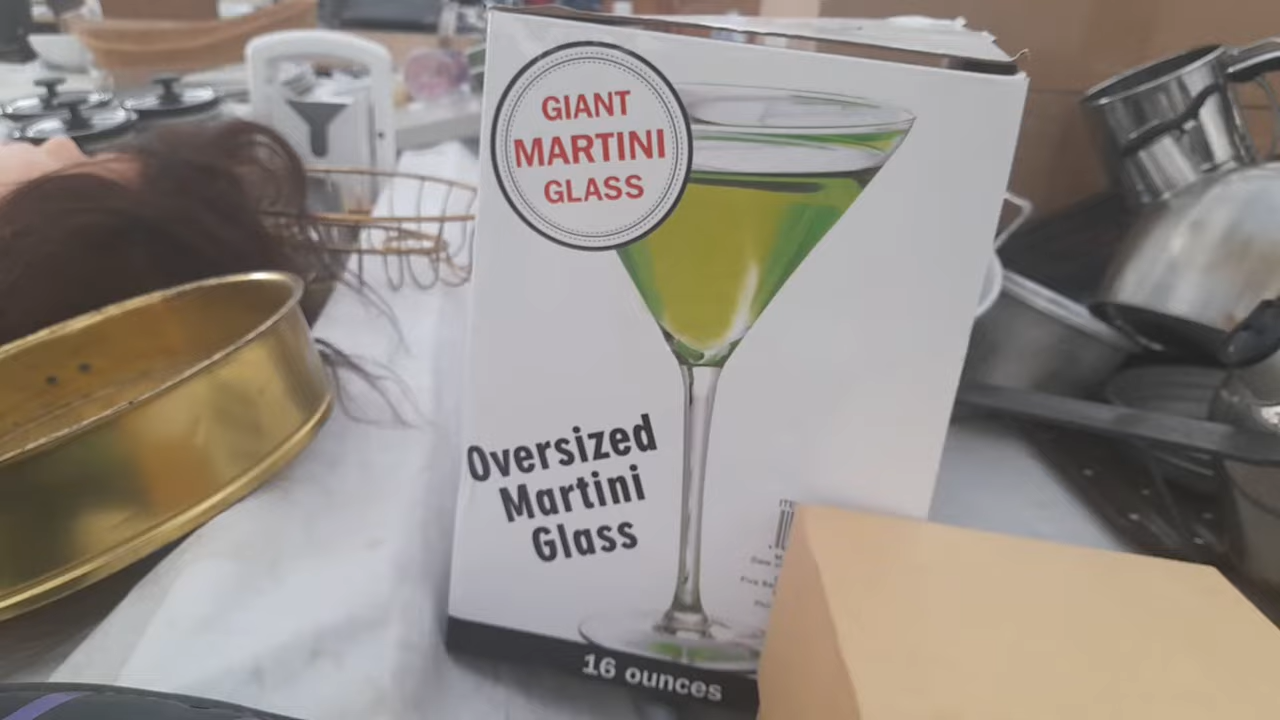 GIANT
MARTINI
GLASS
Oversized
Martini
Glass
16 ounces